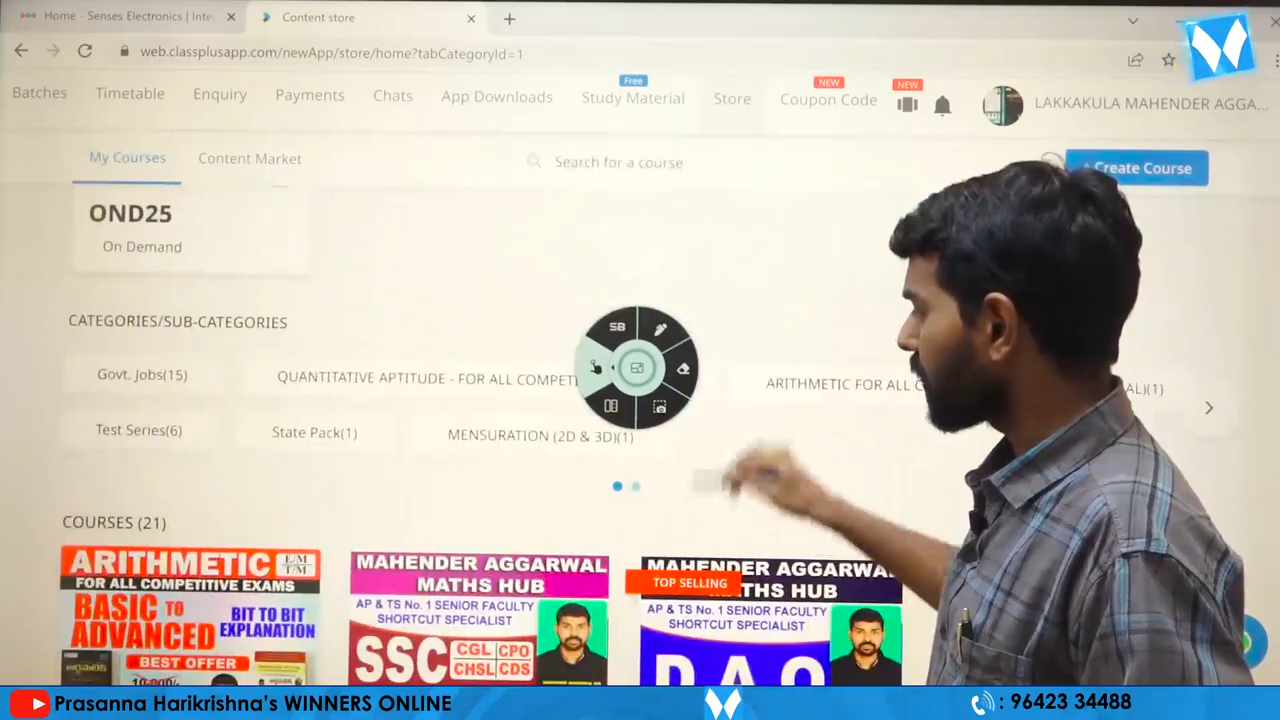 Home - Senses Electronics | Inte
Content store
web.classplusapp.com/newApp/store/home?tabCategoryId=1
Batches
Timetable
Enquiry
Payments
Chats
App Downloads
Free
Study Material
Store
NEW
Coupon Code
NEW
LAKKAKULA MAHENDER AGGA...
My Courses
Content Market
Search for a course
+ Create Course
OND25
On Demand
CATEGORIES/SUB-CATEGORIES
SB
Govt. Jobs(15)
QUANTITATIVE APTITUDE - FOR ALL COMPETI
ARITHMETIC FOR ALL C
AL)(1)
Test Series(6)
State Pack(1)
MENSURATION (2D & 3D)(1)
COURSES (21)
ARITHMETIC E/M T/M
FOR ALL COMPETITIVE EXAMS
BASIC TO ADVANCED
BIT TO BIT EXPLANATION
BEST OFFER
MAHENDER AGGARWAL
MATHS HUB
AP & TS No. 1 SENIOR FACULTY
SHORTCUT SPECIALIST
SSC
CGL CPO
CHSL CDS
MAHENDER AGGARWAL
TOP SELLING
MATHS HUB
AP & TS No. 1 SENIOR FACULTY
SHORTCUT SPECIALIST
Prasanna Harikrishna's WINNERS ONLINE
: 96423 34488